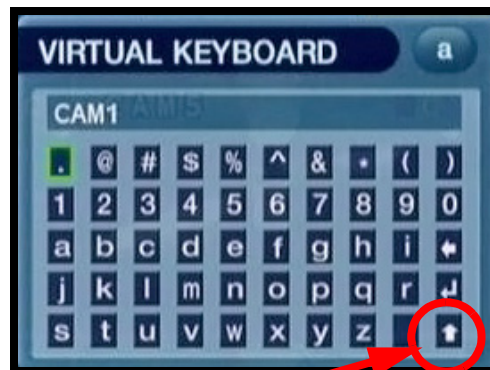 VIRTUAL KEYBOARD a
CAM1
. @ # $ % ^ & * ( )
1 2 3 4 5 6 7 8 9 0
a b c d e f g h i ←
j k l m n o p q r ↵
s t u v w x y z ⬆